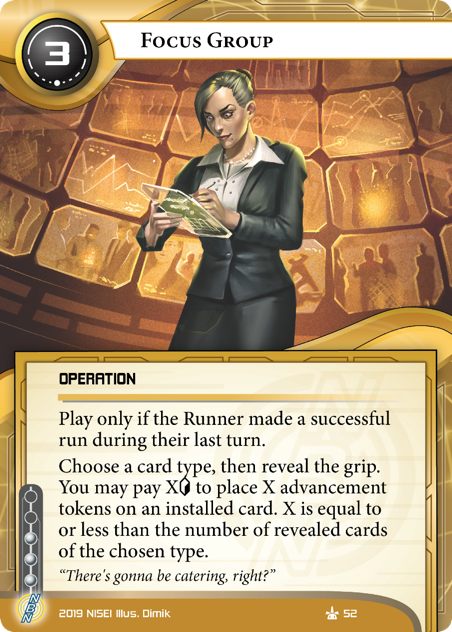 3
Focus Group
OPERATION
Play only if the Runner made a successful
run during their last turn.
Choose a card type, then reveal the grip.
You may pay X to place X advancement
tokens on an installed card. X is equal to
or less than the number of revealed cards
of the chosen type.
“There's gonna be catering, right?”
NBN
2019 NISEI Illus. Dimik
52